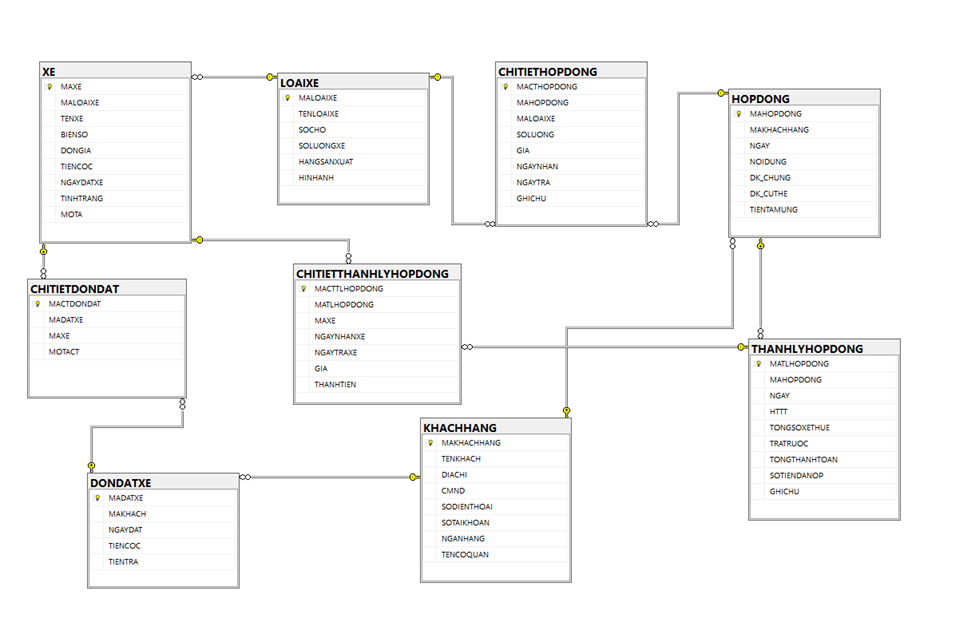 XE
MAXE
MALOAIXE
TENXE
BIENSO
DONGIA
TIENCOC
NGAYDATXE
TINHTRANG
MOTA
LOAIXE
MALOAIXE
TENLOAIXE
SOCHO
SOLUONGXE
HANGSANXUAT
HINHANH
CHITIETHOPDONG
MACTHOPDONG
MAHOPDONG
MALOAIXE
SOLUONG
GIA
NGAYNHAN
NGAYTRA
GHICHU
HOPDONG
MAHOPDONG
MAKHACHHANG
NGAY
NOIDUNG
DK_CHUNG
DK_CUTHE
TIENTAMUNG
CHITIETDONDAT
MACTDONDAT
MADATXE
MAXE
MOTACT
CHITIETTHANHLYHOPDONG
MACTTLHOPDONG
MATLHOPDONG
MAXE
NGAYNHANXE
NGAYTRAXE
GIA
THANHTIEN
THANHLYHOPDONG
MATLHOPDONG
MAHOPDONG
NGAY
HTTT
TONGSOXETHUE
TRATRUOC
TONGTHANHTOAN
SOTIENDANOP
GHICHU
KHACHHANG
MAKHACHHANG
TENKHACH
DIACHI
CMND
SODIENTHOAI
SOTAIKHOAN
NGANHANG
TENCOQUAN
DONDATXE
MADATXE
MAKHACH
NGAYDAT
TIENCOC
TIENTRA